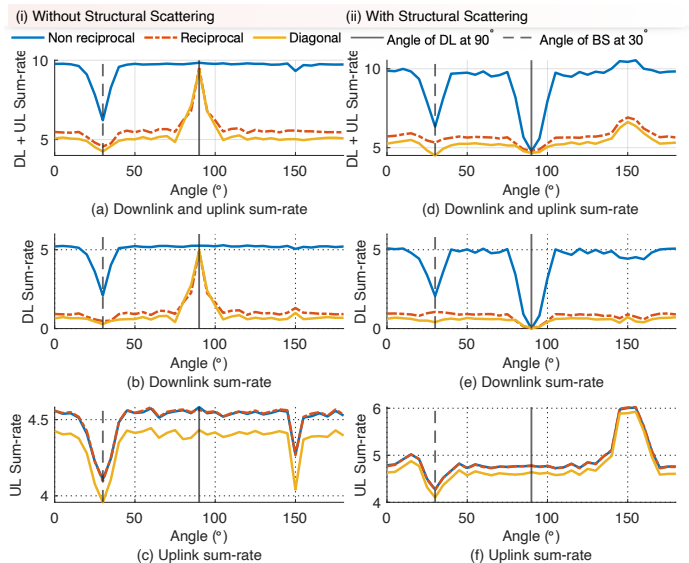 (i) Without Structural Scattering
(ii) With Structural Scattering
Non reciprocal
Reciprocal
Diagonal
Angle of DL at 90°
Angle of BS at 30°
DL + UL Sum-rate
10
5
0 50 100 150
Angle (°)
(a) Downlink and uplink sum-rate
DL + UL Sum-rate
10
5
0 50 100 150
Angle (°)
(d) Downlink and uplink sum-rate
DL Sum-rate
5
0
0 50 100 150
Angle (°)
(b) Downlink sum-rate
DL Sum-rate
5
0
0 50 100 150
Angle (°)
(e) Downlink sum-rate
UL Sum-rate
4.5
4
0 50 100 150
Angle (°)
(c) Uplink sum-rate
UL Sum-rate
6
5
4
0 50 100 150
Angle (°)
(f) Uplink sum-rate